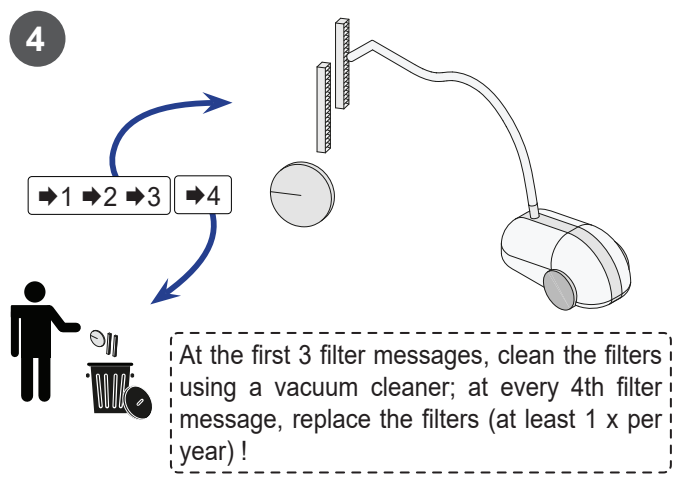 4
➡1 ➡2 ➡3 ➡4
At the first 3 filter messages, clean the filters
using a vacuum cleaner; at every 4th filter
message, replace the filters (at least 1 x per
year) !